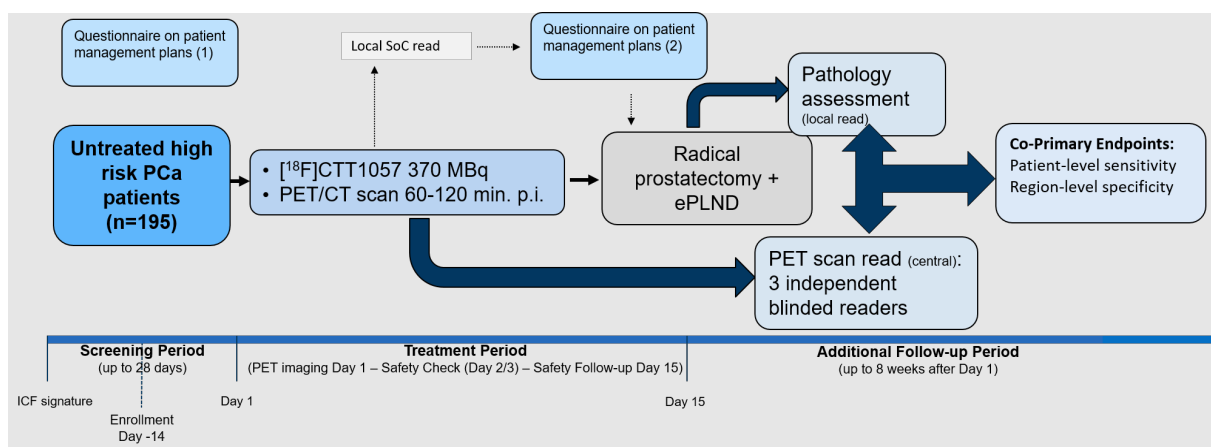 Questionnaire on patient
management plans (1)
Local SoC read
Questionnaire on patient
management plans (2)
Pathology
assessment
(local read)
Untreated high
risk PCa
patients
(n=195)
• [¹⁸F]CTT1057 370 MBq
• PET/CT scan 60-120 min. p.i.
Radical
prostatectomy +
ePLND
Co-Primary Endpoints:
Patient-level sensitivity
Region-level specificity
PET scan read (central):
3 independent
blinded readers
Screening Period
(up to 28 days)
Treatment Period
(PET imaging Day 1 – Safety Check (Day 2/3) – Safety Follow-up Day 15)
Additional Follow-up Period
(up to 8 weeks after Day 1)
ICF signature
Enrollment
Day -14
Day 1
Day 15